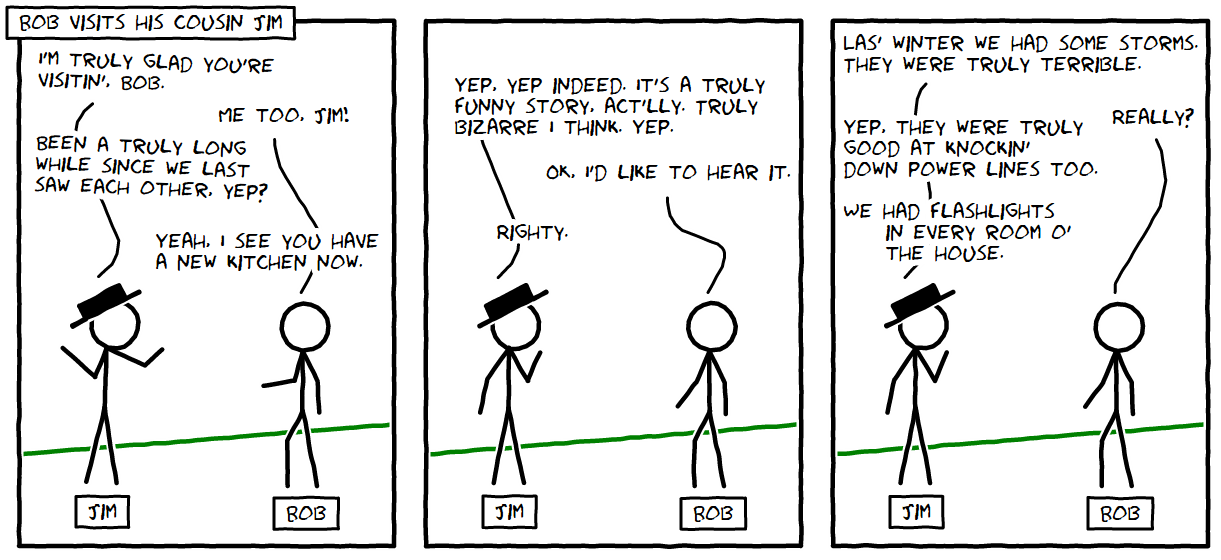 BOB VISITS HIS COUSIN JIM
I'M TRULY GLAD YOU'RE
VISITIN', BOB.
ME TOO, JIM!
BEEN A TRULY LONG
WHILE SINCE WE LAST
SAW EACH OTHER, YEP?
YEAH, I SEE YOU HAVE
A NEW KITCHEN NOW.
JIM
BOB
YEP, YEP INDEED. IT'S A TRULY
FUNNY STORY, ACT'LLY. TRULY
BIZARRE I THINK. YEP.
OK, I'D LIKE TO HEAR IT.
RIGHTY.
JIM
BOB
LAS' WINTER WE HAD SOME STORMS.
THEY WERE TRULY TERRIBLE.
REALLY?
YEP, THEY WERE TRULY
GOOD AT KNOCKIN'
DOWN POWER LINES TOO.
WE HAD FLASHLIGHTS
IN EVERY ROOM O'
THE HOUSE.
JIM
BOB